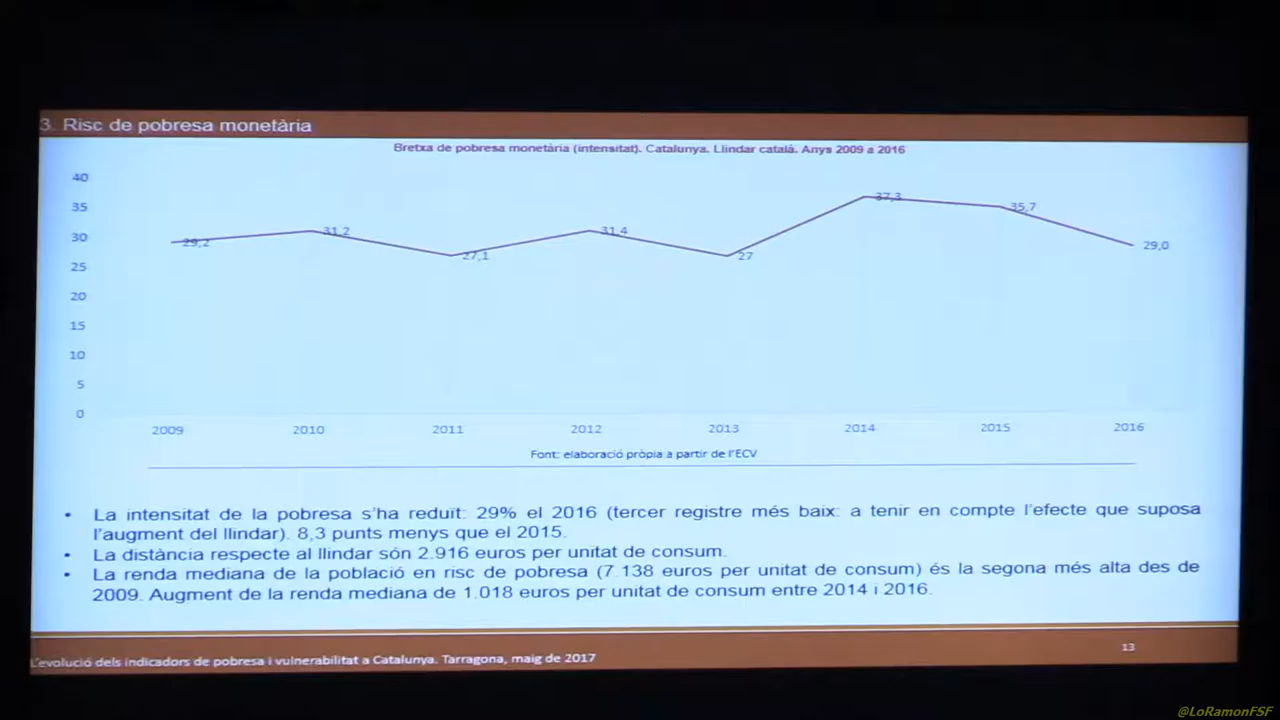 3. Risc de pobresa monetària
Bretxa de pobresa monetària (intensitat). Catalunya. Llindar català. Anys 2009 a 2016
40
35
30
25
20
15
10
5
0
29,2
31,2
27,1
31,4
27
37,3
35,7
29,0
2009 2010 2011 2012 2013 2014 2015 2016
Font: elaboració pròpia a partir de l'ECV
• La intensitat de la pobresa s'ha reduït: 29% el 2016 (tercer registre més baix: a tenir en compte l'efecte que suposa
l'augment del llindar). 8,3 punts menys que el 2015.
• La distància respecte al llindar són 2.916 euros per unitat de consum.
• La renda mediana de la població en risc de pobresa (7.138 euros per unitat de consum) és la segona més alta des de
2009. Augment de la renda mediana de 1.018 euros per unitat de consum entre 2014 i 2016.
L'evolució dels indicadors de pobresa i vulnerabilitat a Catalunya. Tarragona, maig de 2017
13
@LoRamonFSF